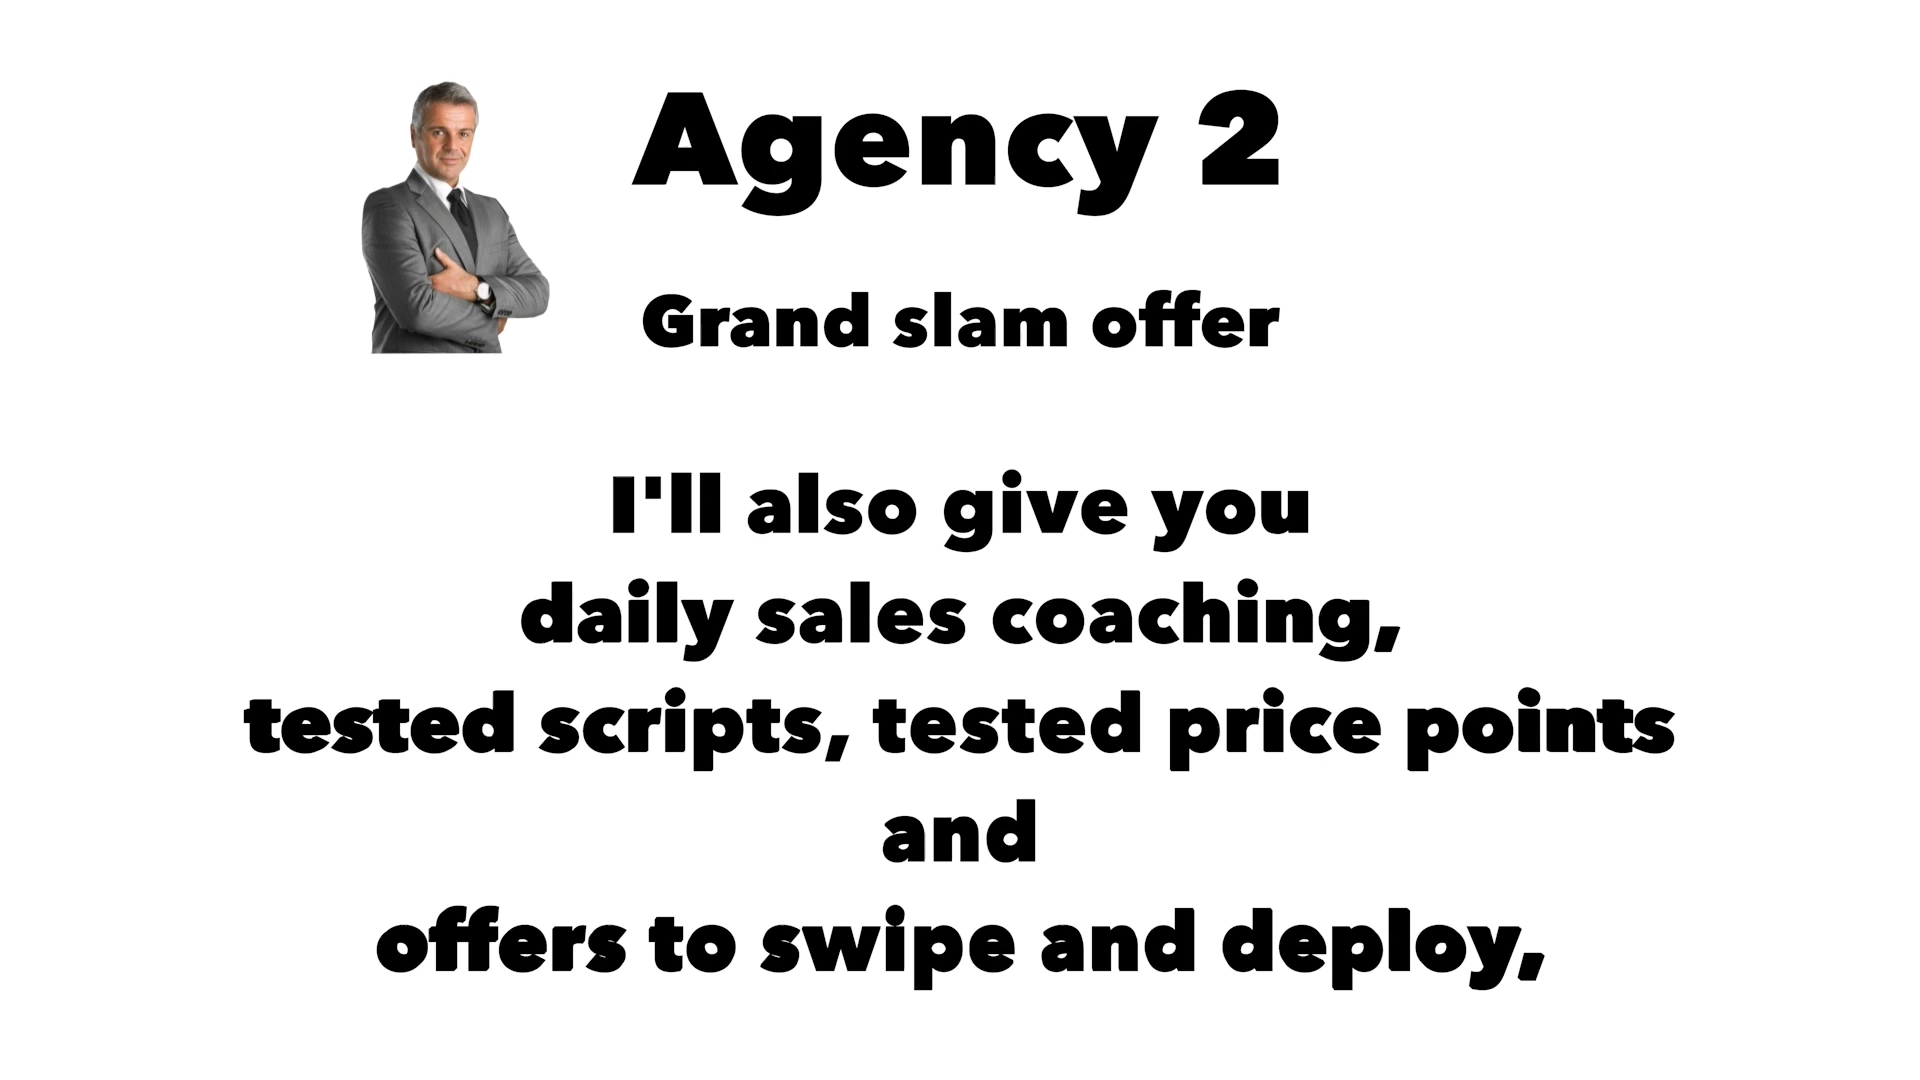 Agency 2
Grand slam offer
I'll also give you
daily sales coaching,
tested scripts, tested price points
and
offers to swipe and deploy,